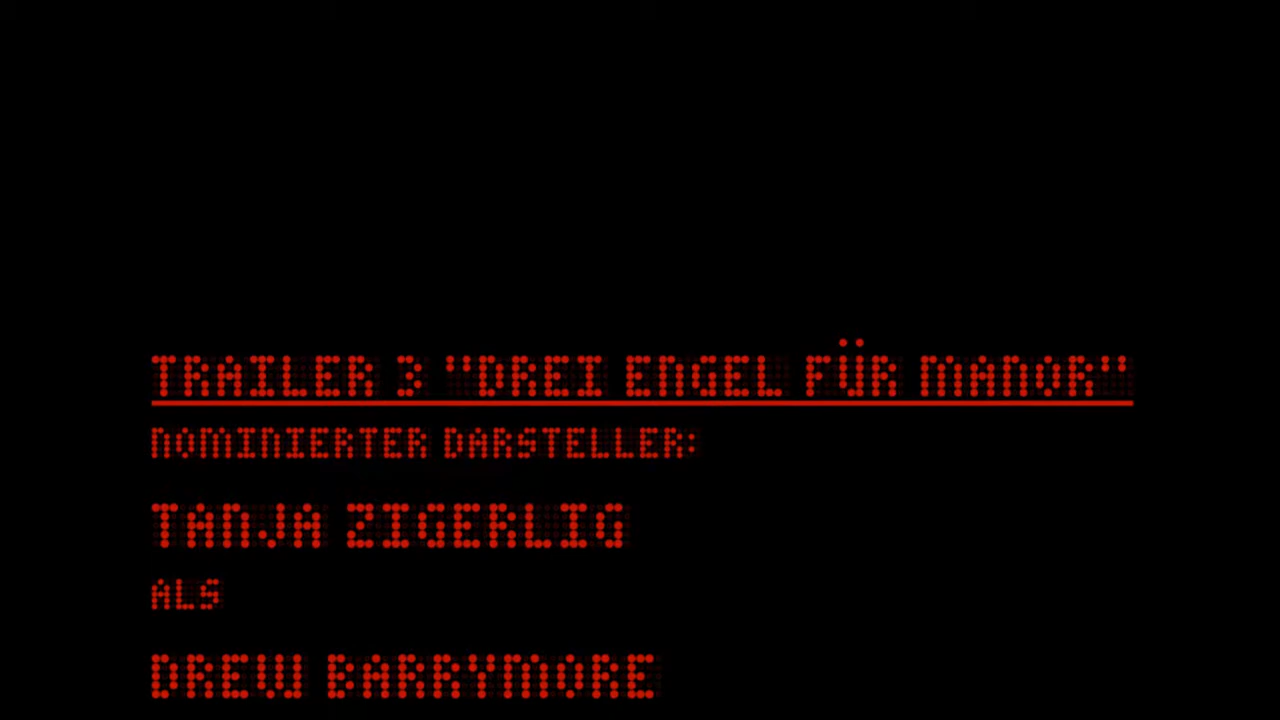 TRAILER 3 "DREI ENGEL FÜR MANOR"
NOMINIERTER DARSTELLER:
TANJA ZIGERLIG
ALS
DREW BARRYMORE